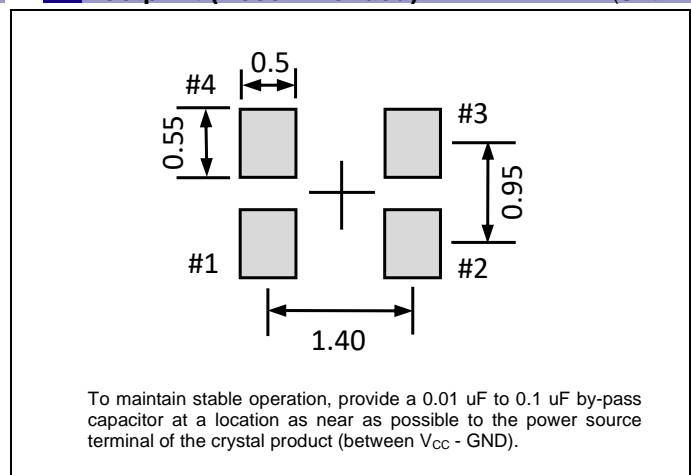 #4
0.5
#3
0.55
0.95
#1
#2
1.40
To maintain stable operation, provide a 0.01 uF to 0.1 uF by-pass
capacitor at a location as near as possible to the power source
terminal of the crystal product (between VCC - GND).